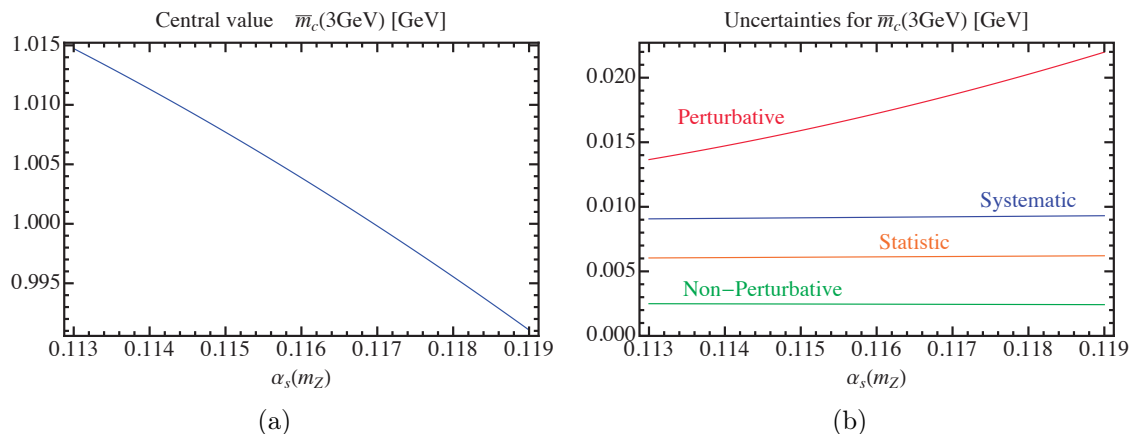 Central value m̅c(3GeV) [GeV]
1.015
1.010
1.005
1.000
0.995
0.113 0.114 0.115 0.116 0.117 0.118 0.119
αs(mZ)
(a)
Uncertainties for m̅c(3GeV) [GeV]
0.020
0.015
0.010
0.005
0.000
Perturbative
Systematic
Statistic
Non−Perturbative
0.113 0.114 0.115 0.116 0.117 0.118 0.119
αs(mZ)
(b)